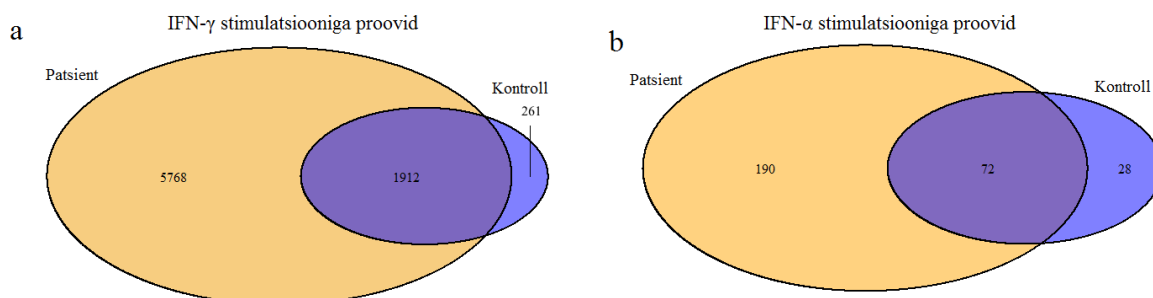 a
IFN-γ stimulatsiooniga proovid
Patsient
Kontroll
261
5768
1912
b
IFN-α stimulatsiooniga proovid
Patsient
Kontroll
190
72
28